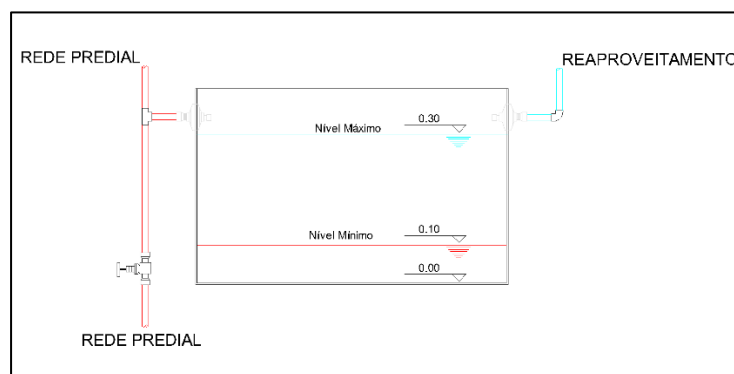 REDE PREDIAL
REAPROVEITAMENTO
Nível Máximo
0.30
Nível Mínimo
0.10
0.00
REDE PREDIAL